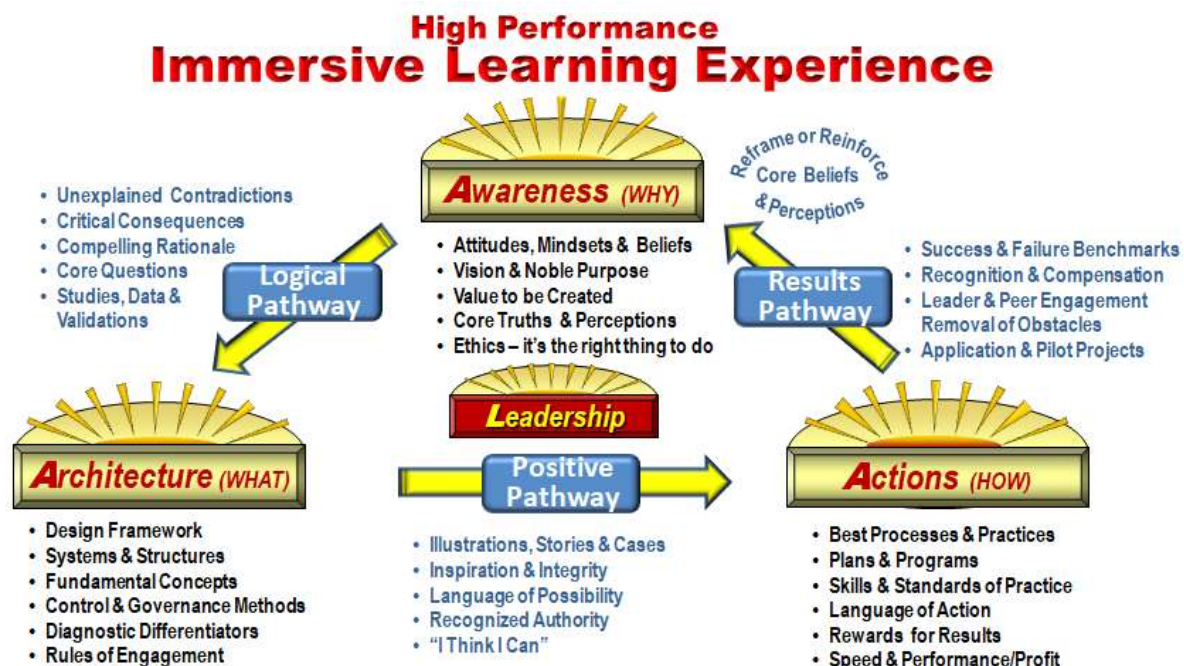 High Performance
Immersive Learning Experience
Awareness (WHY)
• Attitudes, Mindsets & Beliefs
• Vision & Noble Purpose
• Value to be Created
• Core Truths & Perceptions
• Ethics – it's the right thing to do
Reframe or Reinforce
Core Beliefs
& Perceptions
• Unexplained Contradictions
• Critical Consequences
• Compelling Rationale
• Core Questions
• Studies, Data &
Validations
Logical
Pathway
Results
Pathway
• Success & Failure Benchmarks
• Recognition & Compensation
• Leader & Peer Engagement
Removal of Obstacles
• Application & Pilot Projects
Leadership
Architecture (WHAT)
• Design Framework
• Systems & Structures
• Fundamental Concepts
• Control & Governance Methods
• Diagnostic Differentiators
• Rules of Engagement
Positive
Pathway
• Illustrations, Stories & Cases
• Inspiration & Integrity
• Language of Possibility
• Recognized Authority
• "I Think I Can"
Actions (HOW)
• Best Processes & Practices
• Plans & Programs
• Skills & Standards of Practice
• Language of Action
• Rewards for Results
• Speed & Performance/Profit